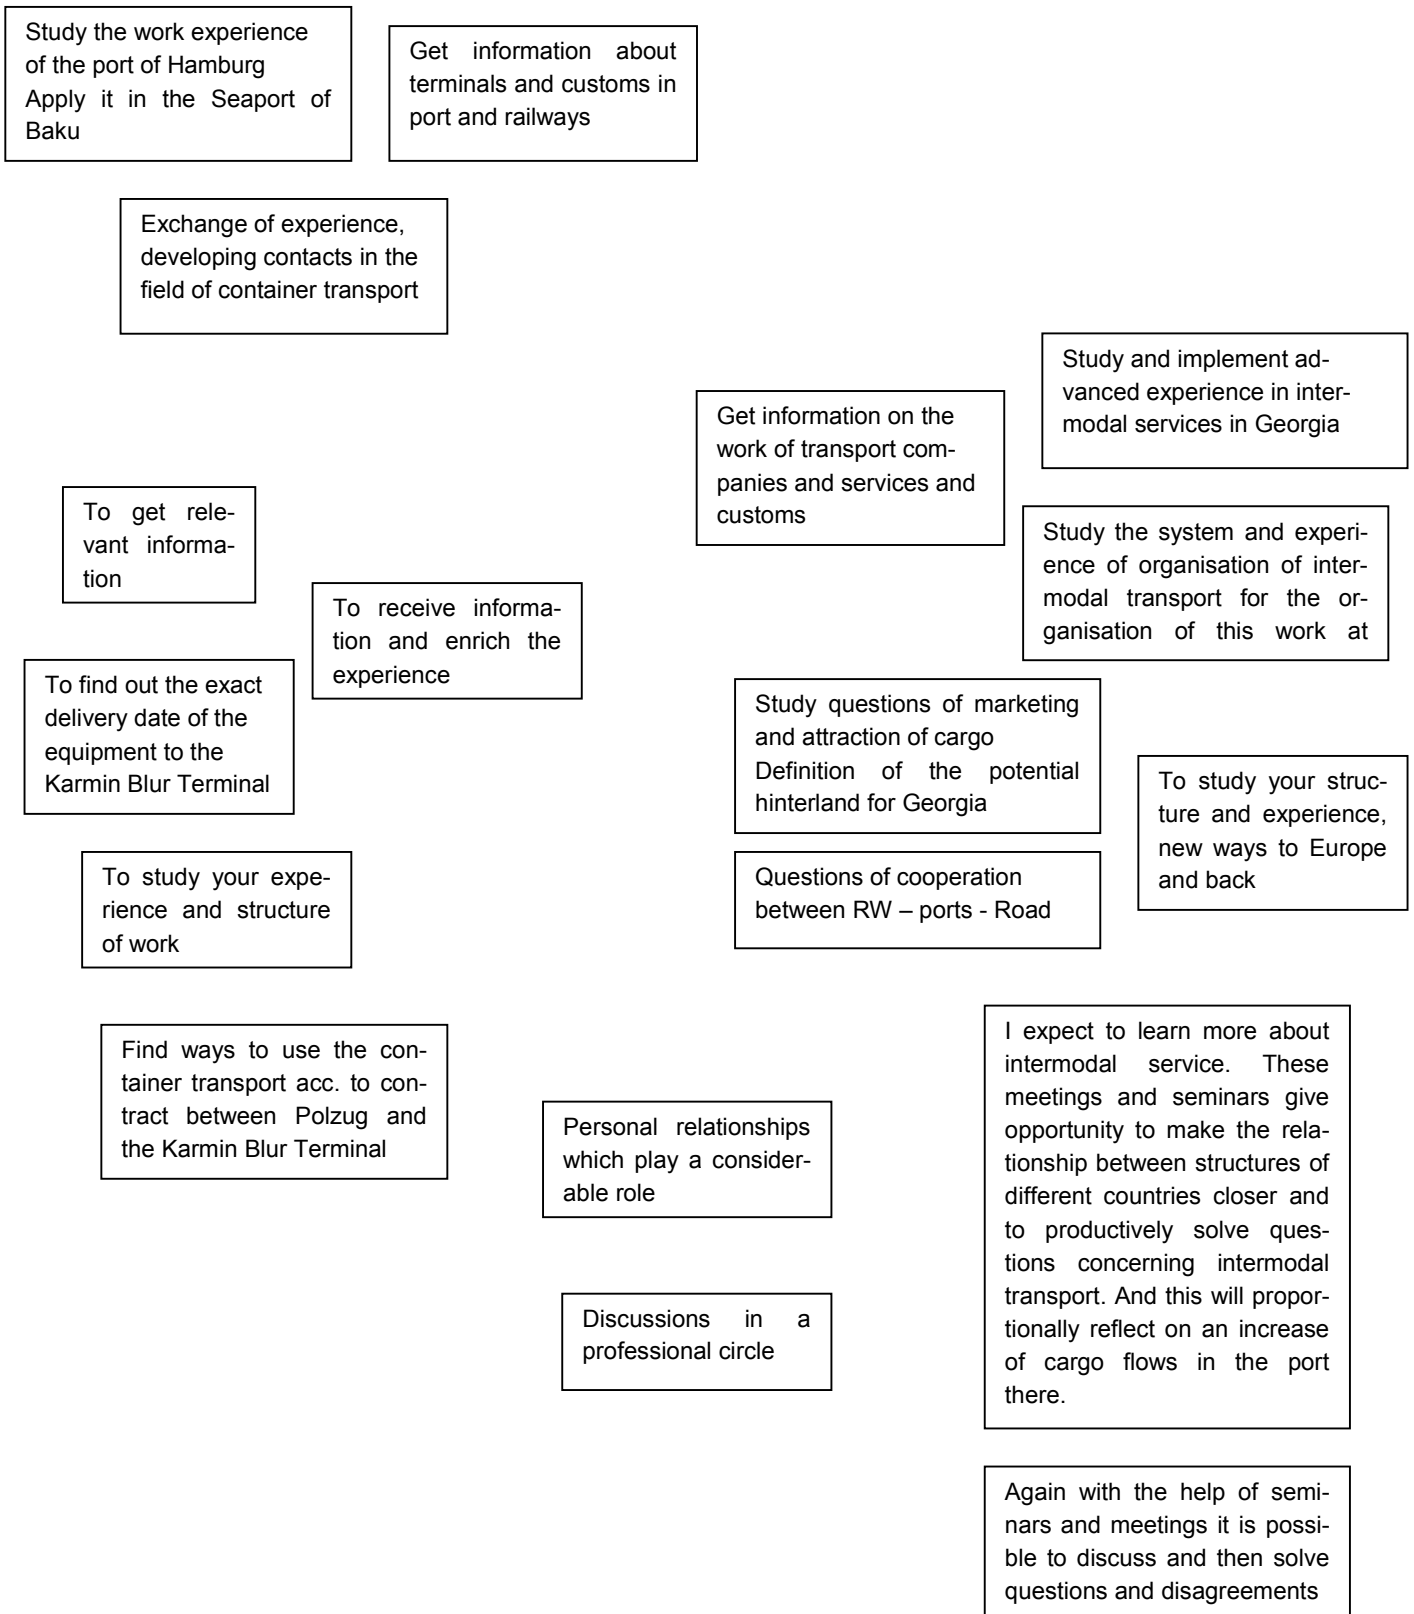 Study the work experience
of the port of Hamburg
Apply it in the Seaport of
Baku
Get information about
terminals and customs in
port and railways
Exchange of experience,
developing contacts in the
field of container transport
Study and implement ad-
vanced experience in inter-
modal services in Georgia
Get information on the
work of transport com-
panies and services and
customs
To get rele-
vant informa-
tion
Study the system and experi-
ence of organisation of inter-
modal transport for the or-
ganisation of this work at
To receive informa-
tion and enrich the
experience
To find out the exact
delivery date of the
equipment to the
Karmin Blur Terminal
Study questions of marketing
and attraction of cargo
Definition of the potential
hinterland for Georgia
To study your struc-
ture and experience,
new ways to Europe
and back
To study your expe-
rience and structure
of work
Questions of cooperation
between RW – ports - Road
Find ways to use the con-
tainer transport acc. to con-
tract between Polzug and
the Karmin Blur Terminal
I expect to learn more about
intermodal service. These
meetings and seminars give
opportunity to make the rela-
tionship between structures of
different countries closer and
to productively solve ques-
tions concerning intermodal
transport. And this will propor-
tionally reflect on an increase
of cargo flows in the port
there.
Personal relationships
which play a consider-
able role
Discussions in a
professional circle
Again with the help of semi-
nars and meetings it is possi-
ble to discuss and then solve
questions and disagreements